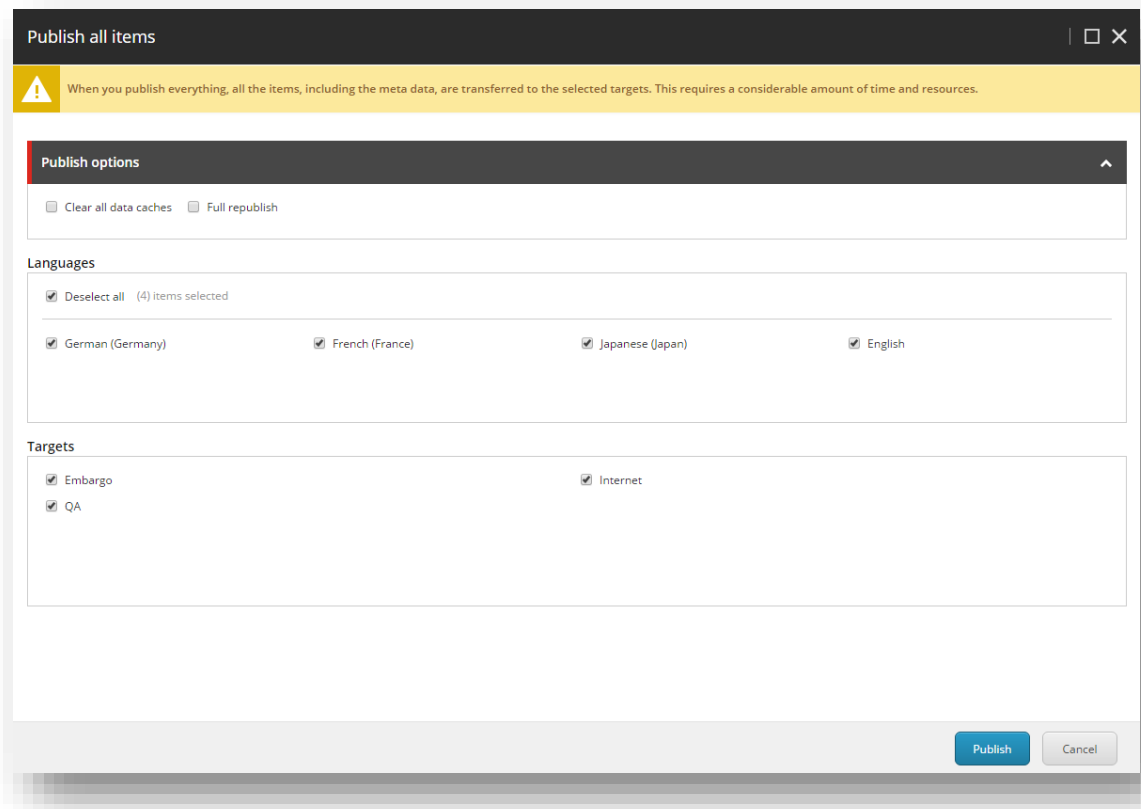 Publish all items
When you publish everything, all the items, including the meta data, are transferred to the selected targets. This requires a considerable amount of time and resources.
Publish options
Clear all data caches Full republish
Languages
Deselect all (4) items selected
German (Germany) French (France) Japanese (Japan) English
Targets
Embargo Internet
QA
Publish Cancel